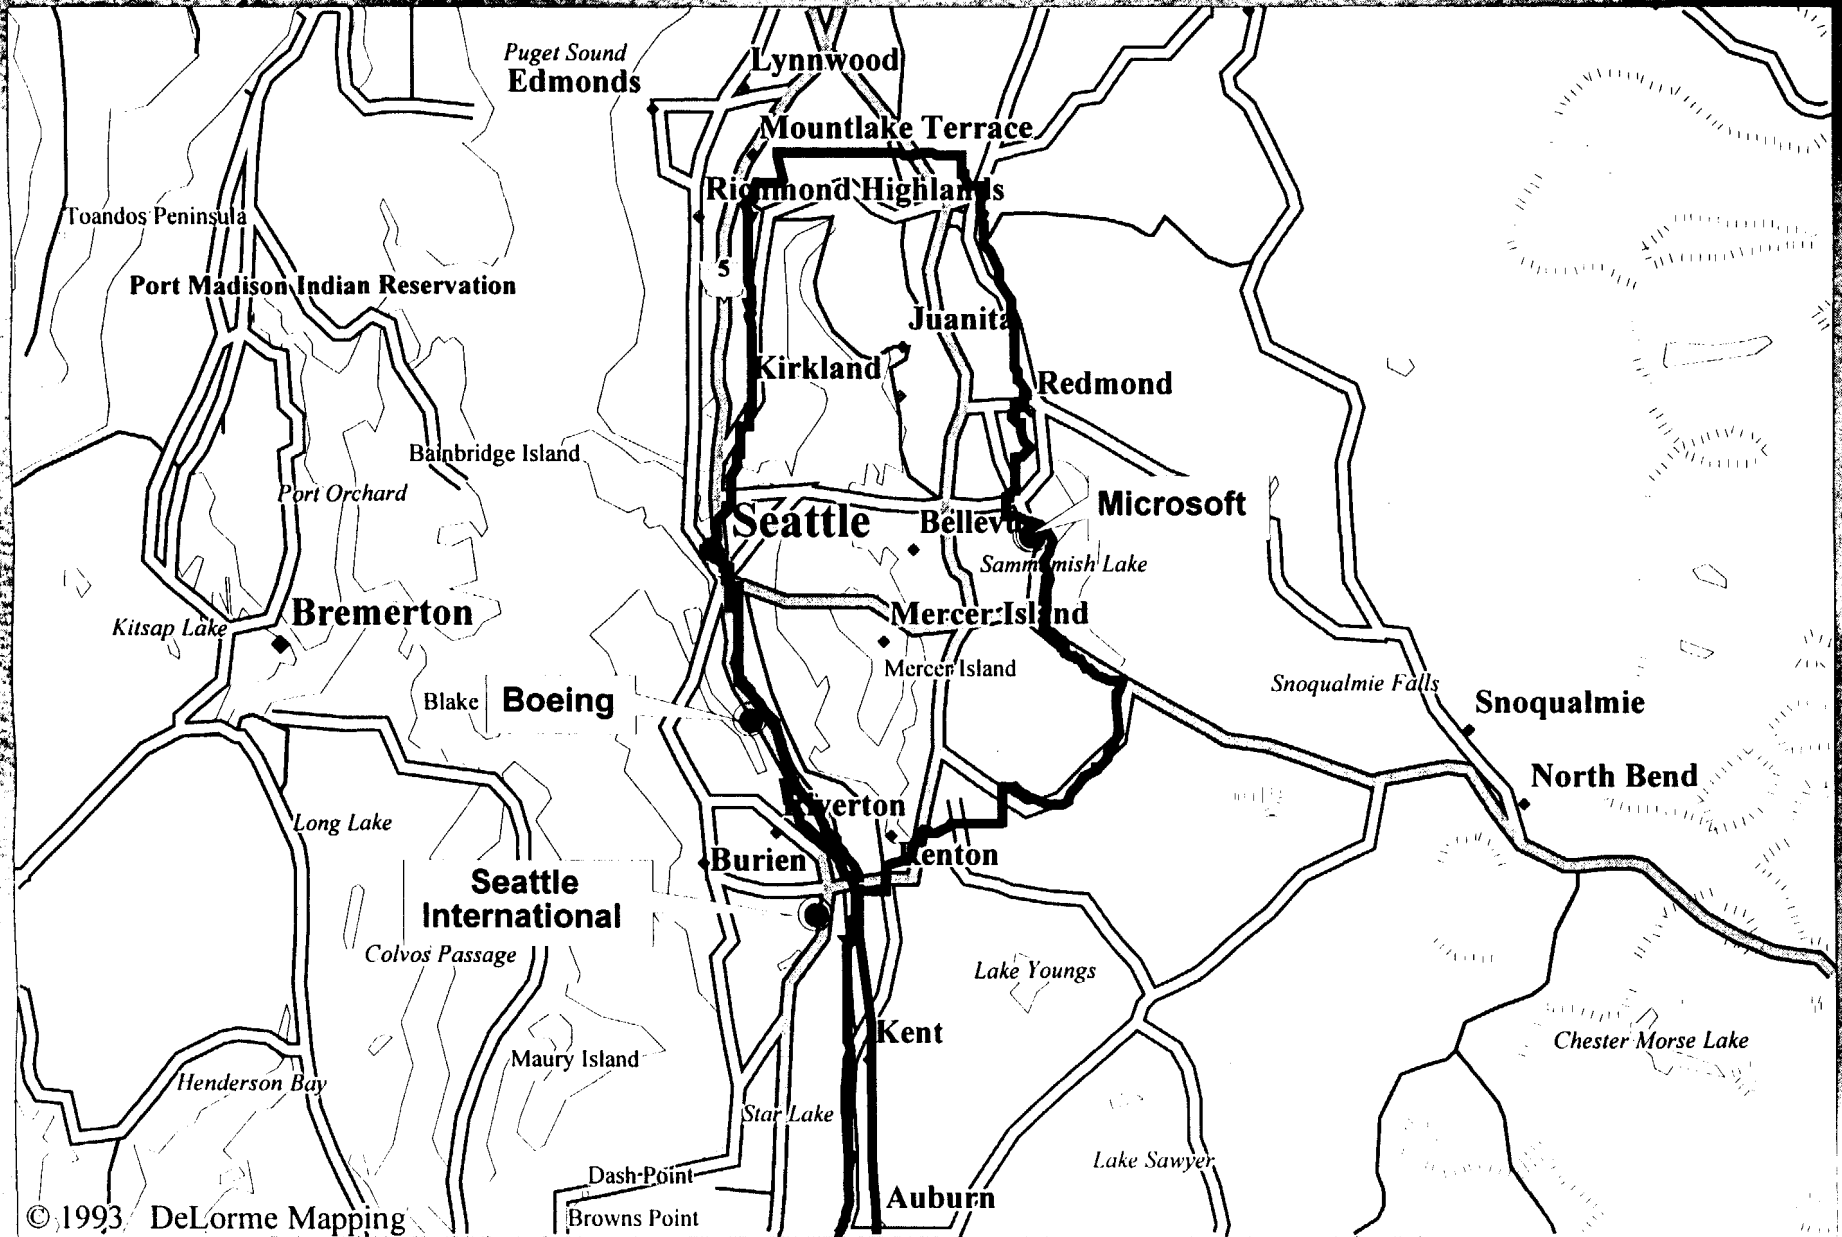 Puget Sound
Edmonds
Lynnwood
Mountlake Terrace
Richmond Highlands
Toandos Peninsula
Port Madison Indian Reservation
5
Juanita
Kirkland
Redmond
Bainbridge Island
Port Orchard
Microsoft
Seattle
Bellevu
Sammamish Lake
Bremerton
Kitsap Lake
Mercer Island
Mercer Island
Blake
Boeing
Snoqualmie Falls
Snoqualmie
North Bend
Riverton
Long Lake
Burien
Renton
Seattle
International
Colvos Passage
Lake Youngs
Kent
Chester Morse Lake
Maury Island
Henderson Bay
Star Lake
Lake Sawyer
Dash Point
Auburn
Browns Point
© 1993 DeLorme Mapping